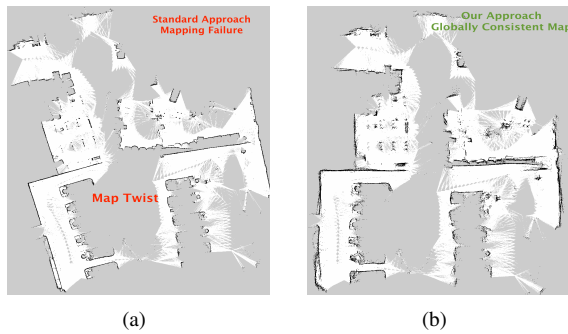 Standard Approach
Mapping Failure
Map Twist
Our Approach
Globally Consistent Map
(a)
(b)